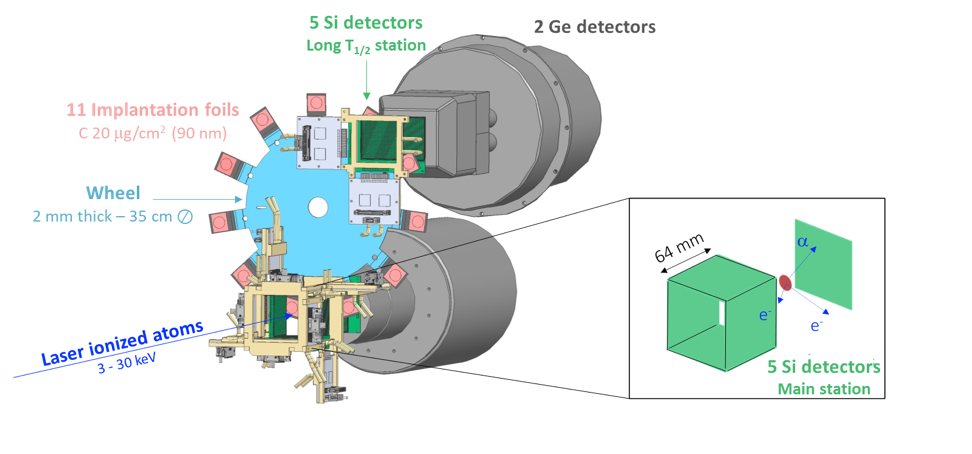 5 Si detectors
Long T1/2 station
2 Ge detectors
11 Implantation foils
C 20 μg/cm² (90 nm)
Wheel
2 mm thick – 35 cm ∅
Laser ionized atoms
3 - 30 keV
64 mm
α
e-
e-
5 Si detectors
Main station